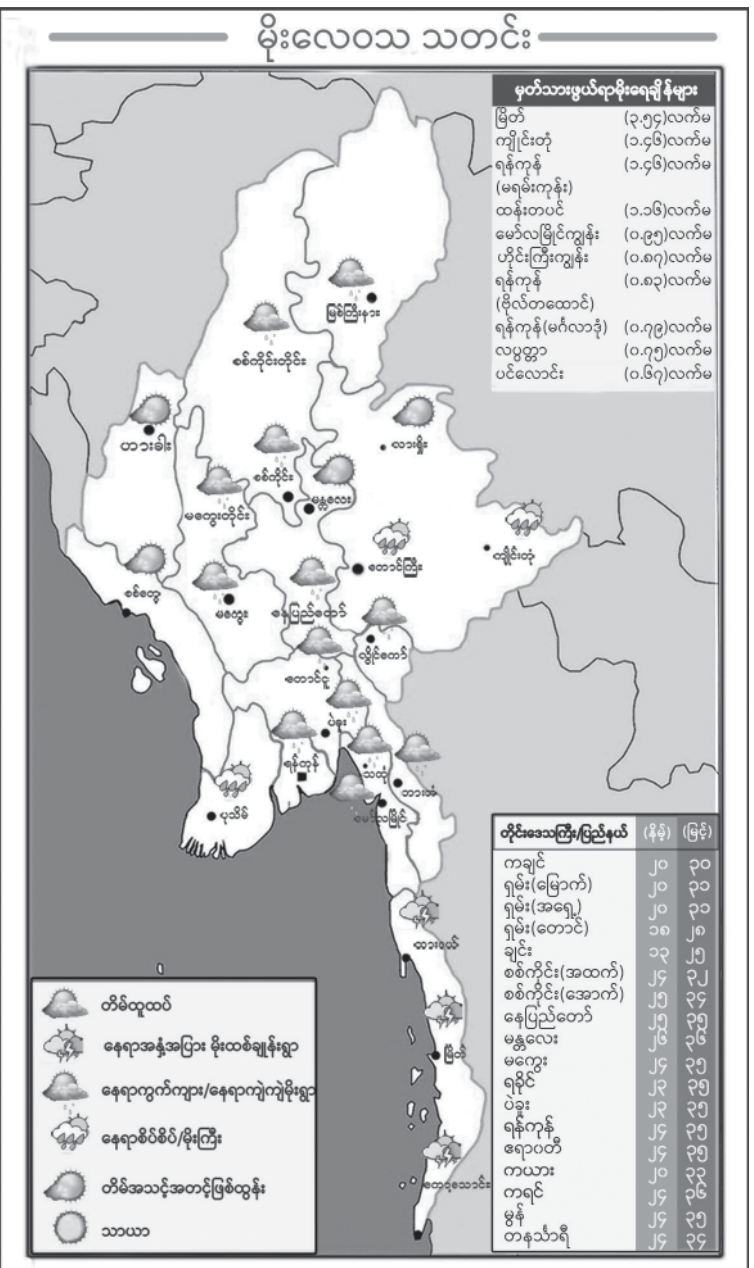 မိုးလေဝသ သတင်း
မှတ်သားဖွယ်ရာမိုးရေချိန်များ
မြိတ် (၃.၅၄)လက်မ
ကျိုင်းတုံ (၁.၄၆)လက်မ
ရန်ကုန် (၁.၄၆)လက်မ
(မရမ်းကုန်း)
ထန်းတပင် (၁.၁၆)လက်မ
မော်လမြိုင်ကျွန်း (၀.၉၅)လက်မ
ဟိုင်းကြီးကျွန်း (၀.၈၇)လက်မ
ရန်ကုန် (၀.၈၃)လက်မ
(ဗိုလ်တထောင်)
ရန်ကုန်(မင်္ဂလာဒုံ) (၀.၇၉)လက်မ
လပွတ္တာ (၀.၇၅)လက်မ
ပင်လောင်း (၀.၆၇)လက်မ
မြစ်ကြီးနား
စစ်ကိုင်းတိုင်း
ဟားခါး
လားရှိုး
စစ်ကိုင်း
မန္တလေး
မကွေးတိုင်း
ကျိုင်းတုံ
တောင်ကြီး
စစ်တွေ
မကွေး
နေပြည်တော်
လွိုင်ကော်
တောင်ငူ
ပဲခူး
ရန်ကုန်
သထုံ
ဘားအံ
ပုသိမ်
မော်လမြိုင်
ထားဝယ်
မြိတ်
ကော့သောင်း
တိမ်ထူထပ်
နေရာအနှံ့အပြား မိုးထစ်ချုန်းရွာ
နေရာကွက်ကျား/နေရာကျဲကျဲမိုးရွာ
နေရာစိပ်စိပ်/မိုးကြီး
တိမ်အသင့်အတင့်ဖြစ်ထွန်း
သာယာ
တိုင်းဒေသကြီး/ပြည်နယ် (နိမ့်) (မြင့်)
ကချင် ၂၀ ၃၀
ရှမ်း(မြောက်) ၂၀ ၃၁
ရှမ်း(အရှေ့) ၂၀ ၃၁
ရှမ်း(တောင်) ၁၈ ၂၈
ချင်း ၁၃ ၂၅
စစ်ကိုင်း(အထက်) ၂၄ ၃၂
စစ်ကိုင်း(အောက်) ၂၅ ၃၄
နေပြည်တော် ၂၅ ၃၅
မန္တလေး ၂၆ ၃၆
မကွေး ၂၄ ၃၅
ရခိုင် ၂၃ ၃၅
ပဲခူး ၂၃ ၃၅
ရန်ကုန် ၂၄ ၃၅
ဧရာဝတီ ၂၄ ၃၅
ကယား ၂၀ ၃၃
ကရင် ၂၄ ၃၆
မွန် ၂၄ ၃၅
တနင်္သာရီ ၂၄ ၃၄